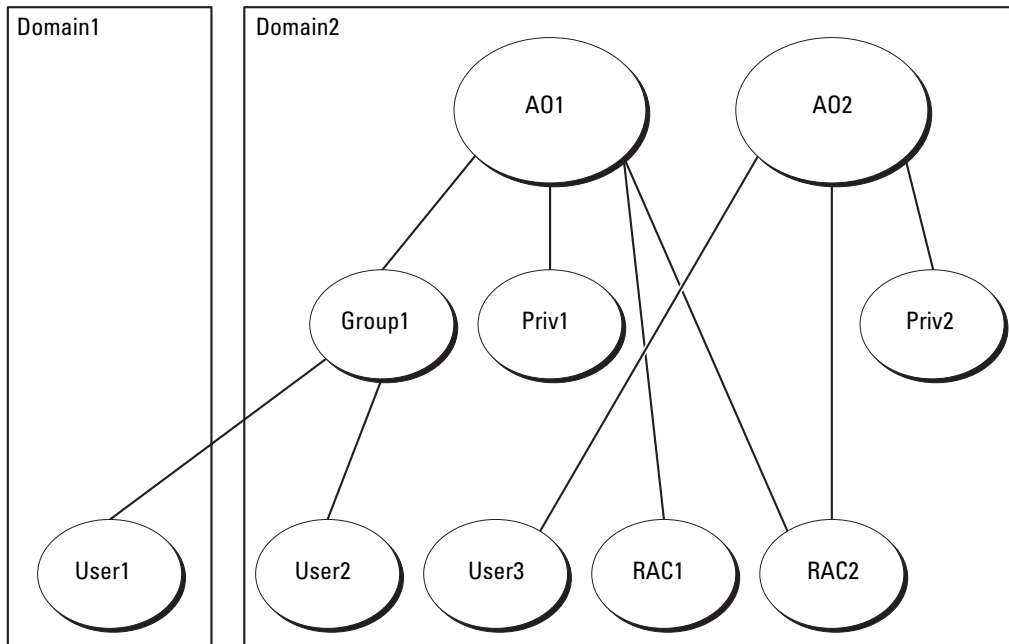 Domain1
Domain2
AO1
AO2
Group1
Priv1
Priv2
User1
User2
User3
RAC1
RAC2